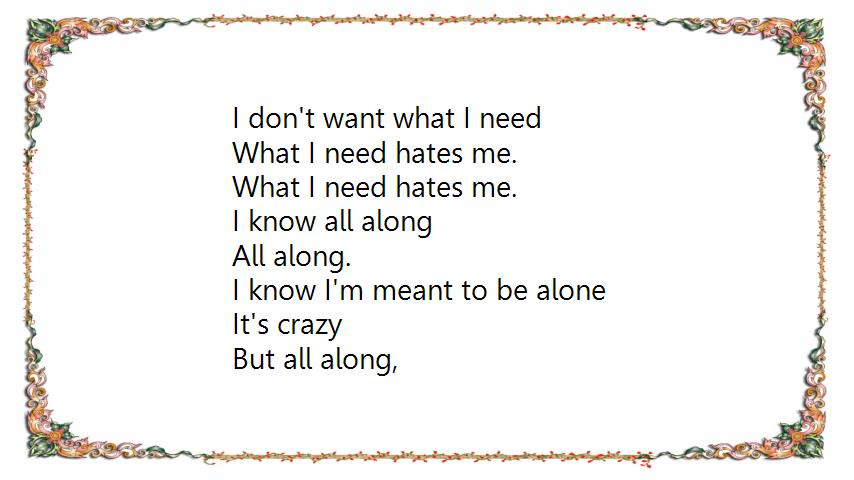 I don't want what I need
What I need hates me.
What I need hates me.
I know all along
All along.
I know I'm meant to be alone
It's crazy
But all along,